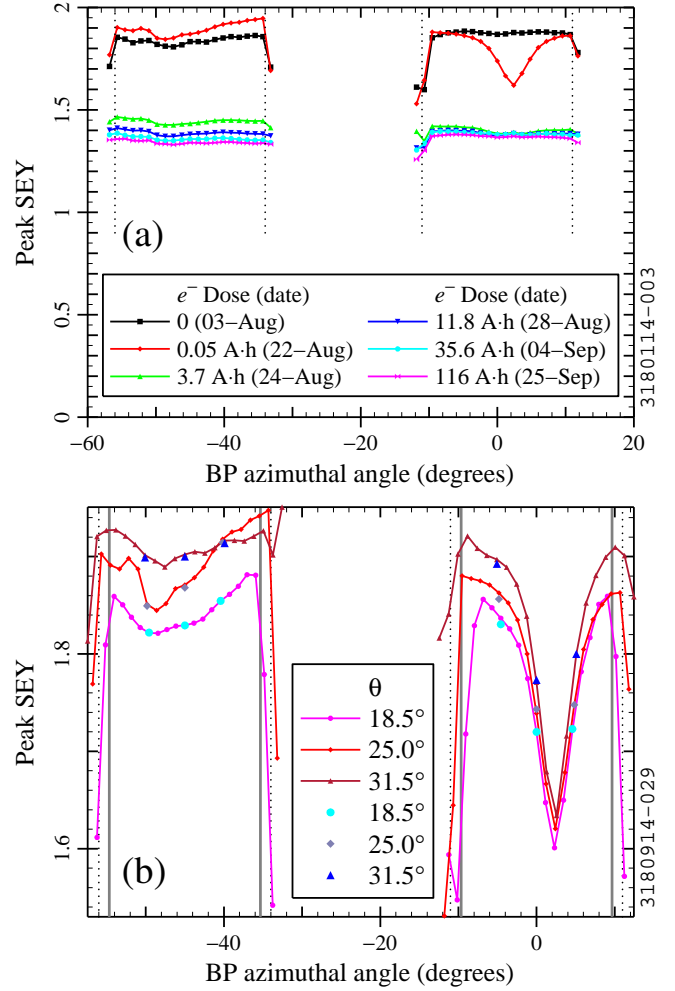 2
1.5
1
0.5
0
Peak SEY
(a)
e− Dose (date)
0 (03−Aug)
0.05 A·h (22−Aug)
3.7 A·h (24−Aug)
e− Dose (date)
11.8 A·h (28−Aug)
35.6 A·h (04−Sep)
116 A·h (25−Sep)
3180114−003
−60
−40
−20
0
20
BP azimuthal angle (degrees)
1.8
1.6
Peak SEY
(b)
θ
18.5°
25.0°
31.5°
18.5°
25.0°
31.5°
3180914−029
−40
−20
0
BP azimuthal angle (degrees)